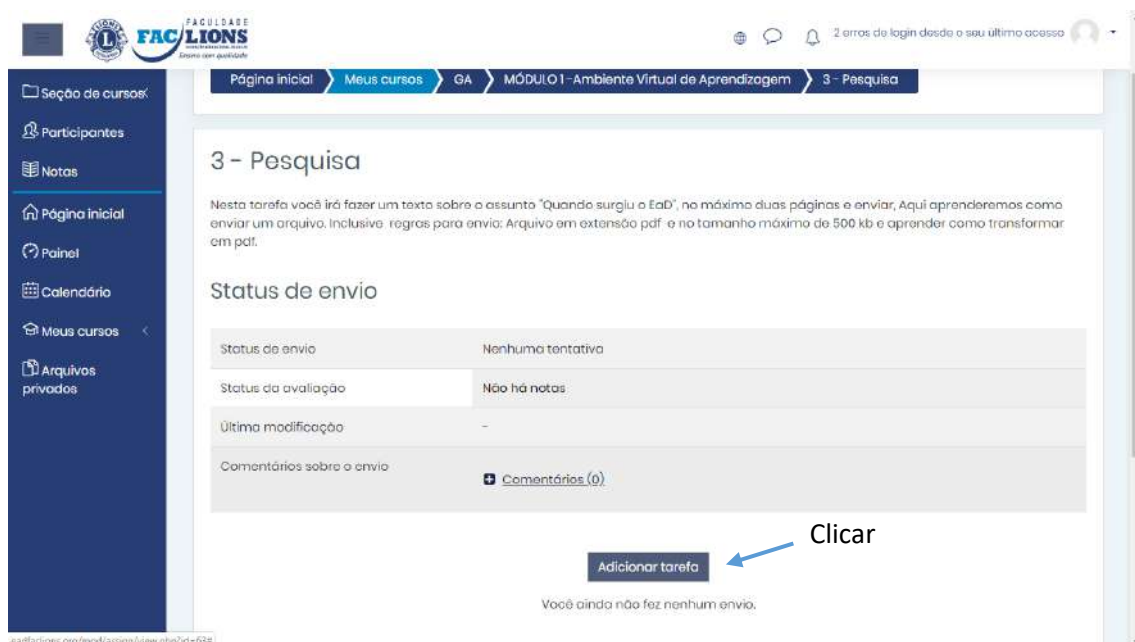 FACULDADE
FAC LIONS
Ensino com qualidade
2 erros de login desde o seu último acesso
Página inicial Meus cursos GA MÓDULO 1-Ambiente Virtual de Aprendizagem 3 - Pesquisa
Seção de cursos
Participantes
Notas
Página inicial
Painel
Calendário
Meus cursos
Arquivos
privados
3 - Pesquisa
Nesta tarefa você irá fazer um texto sobre o assunto "Quando surgiu o EaD", no máximo duas páginas e enviar, Aqui aprenderemos como
enviar um arquivo. Inclusive regras para envio: Arquivo em extensão pdf e no tamanho máximo de 500 kb e aprender como transformar
em pdf.
Status de envio
Status de envio Nenhuma tentativa
Status da avaliação Não há notas
Última modificação -
Comentários sobre o envio
Comentários (0)
Clicar
Adicionar tarefa
Você ainda não fez nenhum envio.